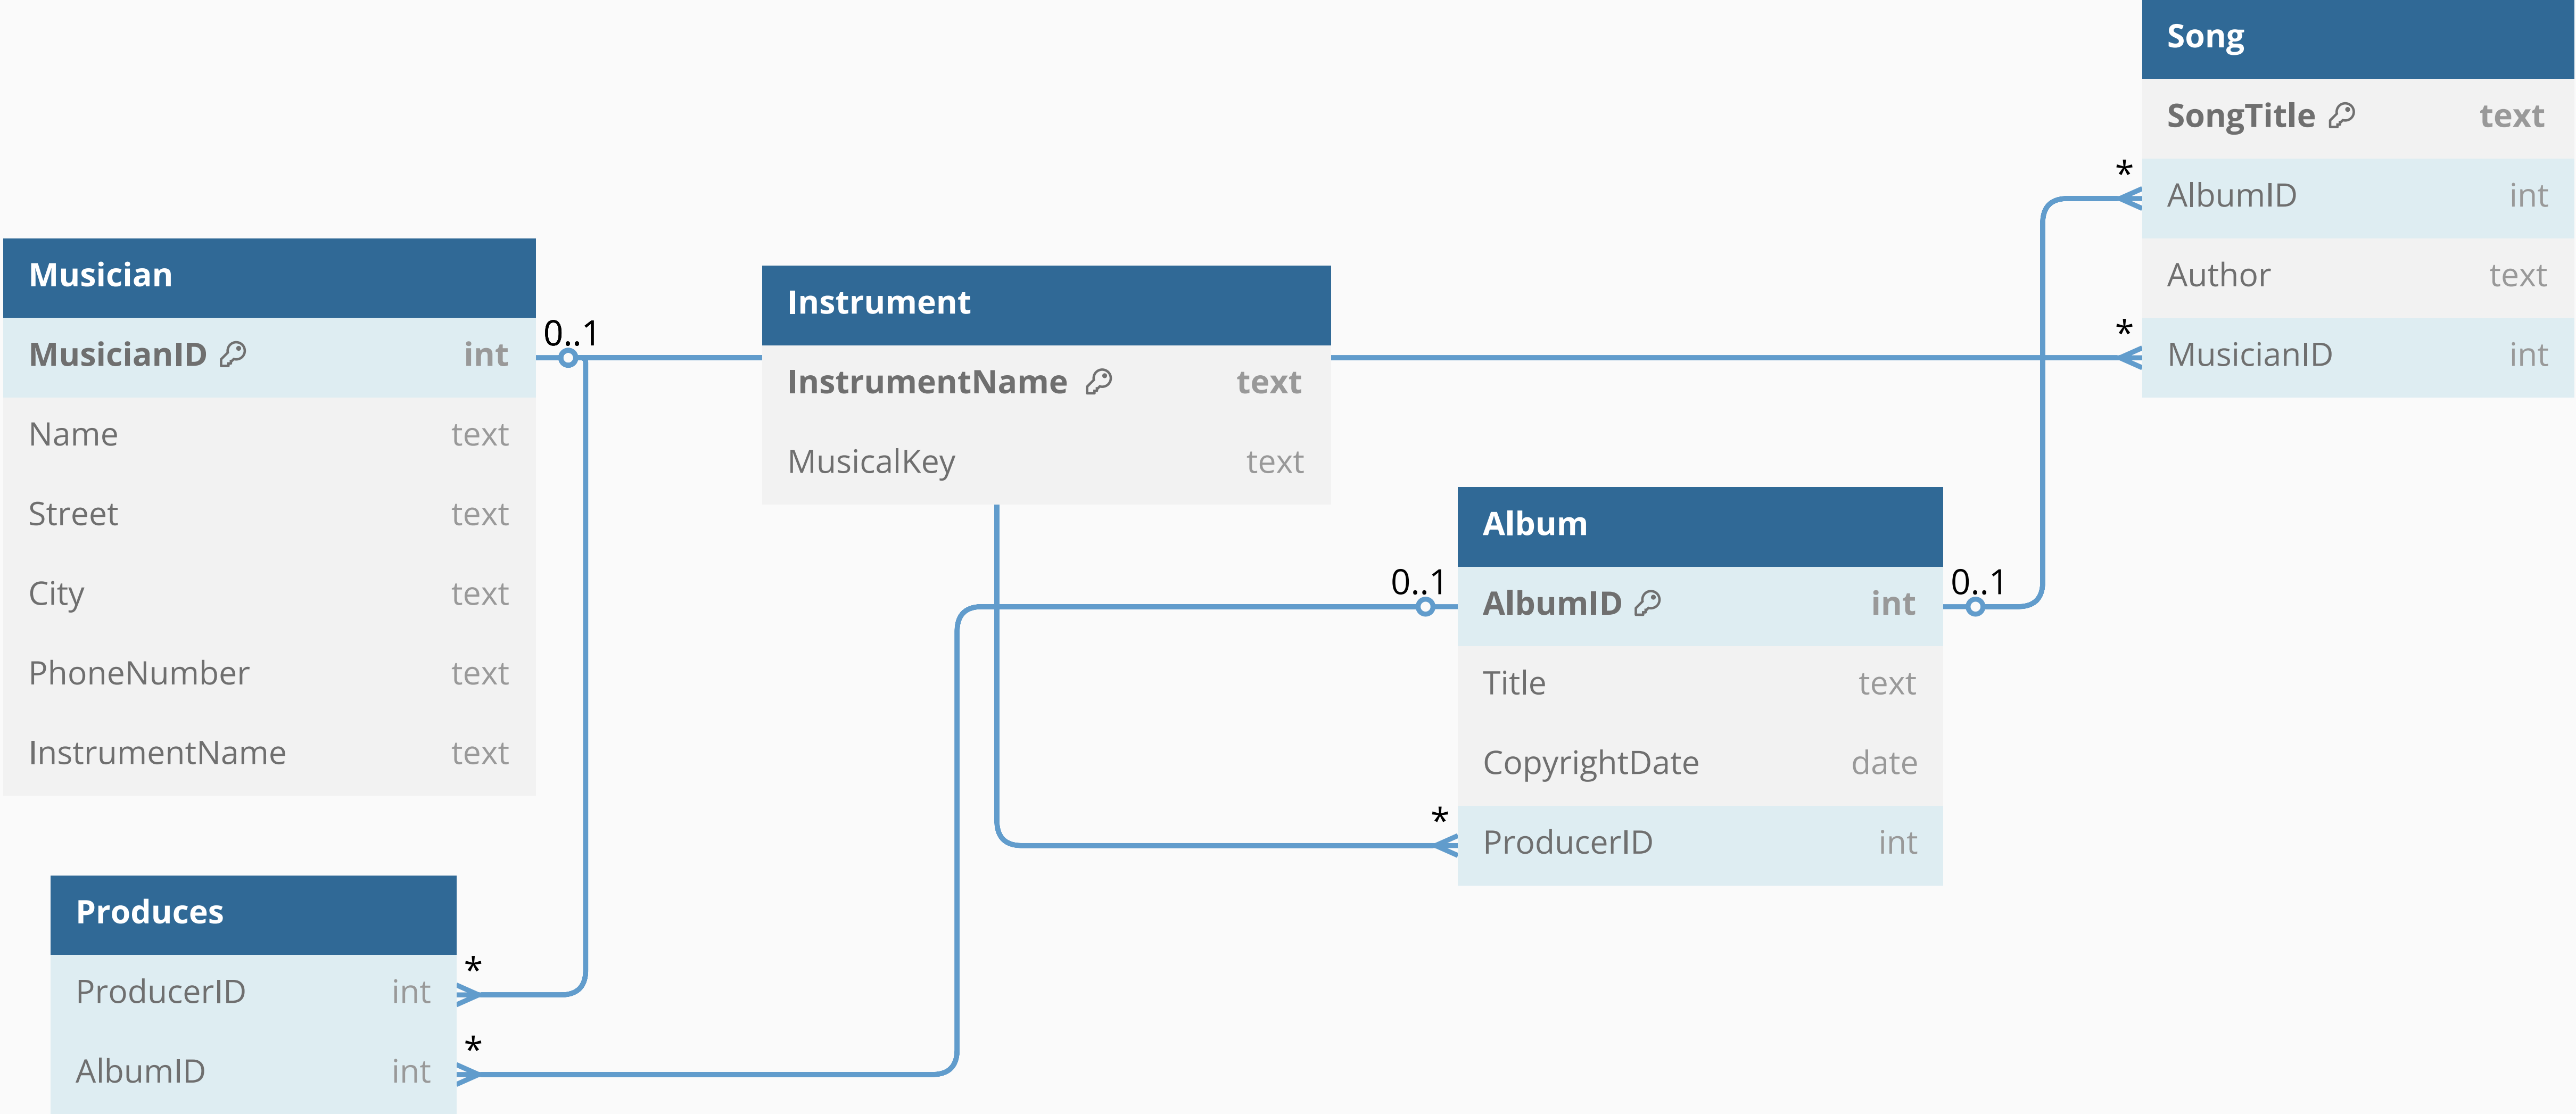 Song
SongTitle text
* AlbumID int
Author text
* MusicianID int
Musician
MusicianID int 0..1
Name text
Street text
City text
PhoneNumber text
InstrumentName text
Instrument
InstrumentName text
MusicalKey text
Album
0..1 AlbumID int 0..1
Title text
CopyrightDate date
* ProducerID int
Produces
ProducerID int *
AlbumID int *